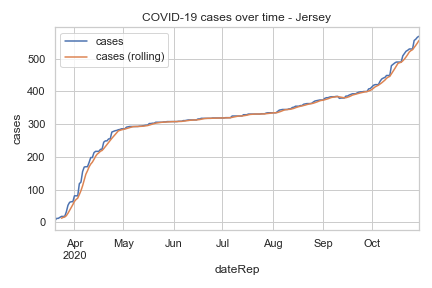 COVID-19 cases over time - Jersey
cases
cases (rolling)
500
400
300
200
100
0
cases
Apr
2020
May
Jun
Jul
Aug
Sep
Oct
dateRep